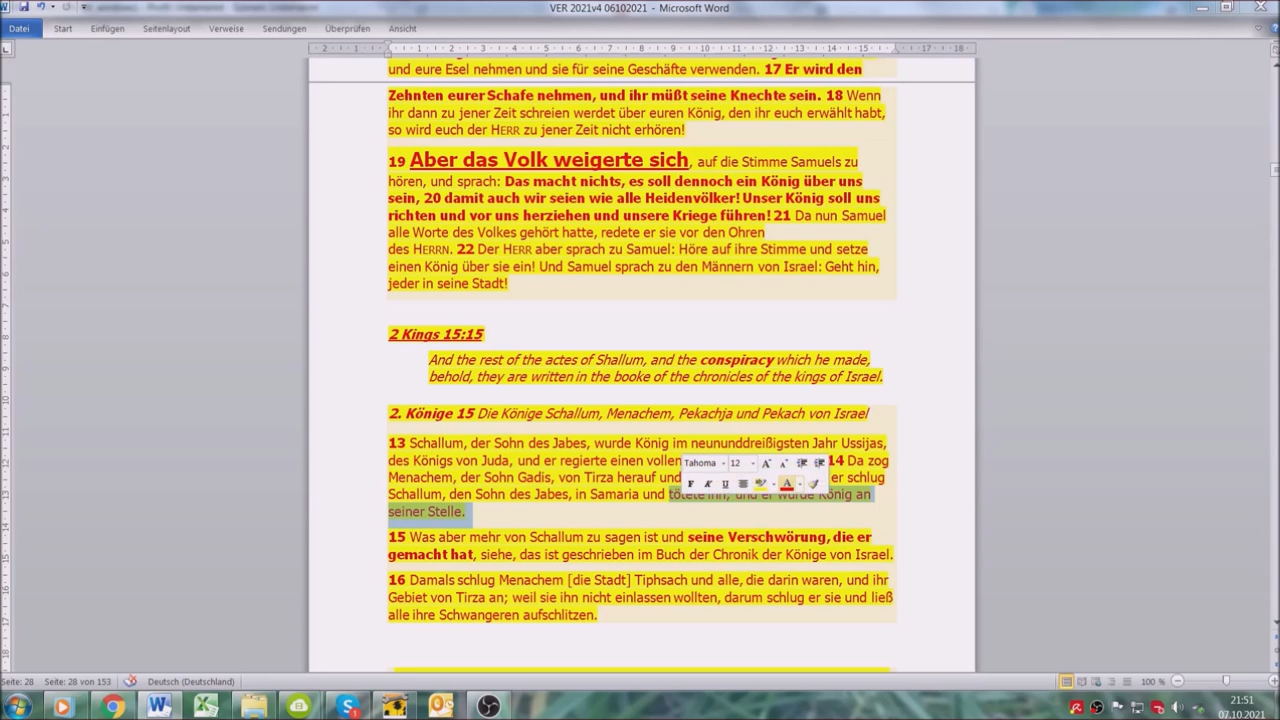 VER 2021v4 06102021 - Microsoft Word
Datei Start Einfügen Seitenlayout Verweise Sendungen Überprüfen Ansicht
und eure Esel nehmen und sie für seine Geschäfte verwenden. 17 Er wird den
Zehnten eurer Schafe nehmen, und ihr müßt seine Knechte sein. 18 Wenn
ihr dann zu jener Zeit schreien werdet über euren König, den ihr euch erwählt habt,
so wird euch der HERR zu jener Zeit nicht erhören!
19 Aber das Volk weigerte sich, auf die Stimme Samuels zu
hören, und sprach: Das macht nichts, es soll dennoch ein König über uns
sein, 20 damit auch wir seien wie alle Heidenvölker! Unser König soll uns
richten und vor uns herziehen und unsere Kriege führen! 21 Da nun Samuel
alle Worte des Volkes gehört hatte, redete er sie vor den Ohren
des HERRN. 22 Der HERR aber sprach zu Samuel: Höre auf ihre Stimme und setze
einen König über sie ein! Und Samuel sprach zu den Männern von Israel: Geht hin,
jeder in seine Stadt!
2 Kings 15:15
And the rest of the actes of Shallum, and the conspiracy which he made,
behold, they are written in the booke of the chronicles of the kings of Israel.
2. Könige 15 Die Könige Schallum, Menachem, Pekachja und Pekach von Israel
13 Schallum, der Sohn des Jabes, wurde König im neununddreißigsten Jahr Ussijas,
des Königs von Juda, und er regierte einen vollen 14 Da zog
Tahoma 12
Menachem, der Sohn Gadis, von Tirza herauf und er schlug
Schallum, den Sohn des Jabes, in Samaria und tötete ihn, und er wurde König an
seiner Stelle.
15 Was aber mehr von Schallum zu sagen ist und seine Verschwörung, die er
gemacht hat, siehe, das ist geschrieben im Buch der Chronik der Könige von Israel.
16 Damals schlug Menachem [die Stadt] Tiphsach und alle, die darin waren, und ihr
Gebiet von Tirza an; weil sie ihn nicht einlassen wollten, darum schlug er sie und ließ
alle ihre Schwangeren aufschlitzen.
Seite: 28 Seite: 28 von 153 Deutsch (Deutschland) 100 %
21:51
07.10.2021